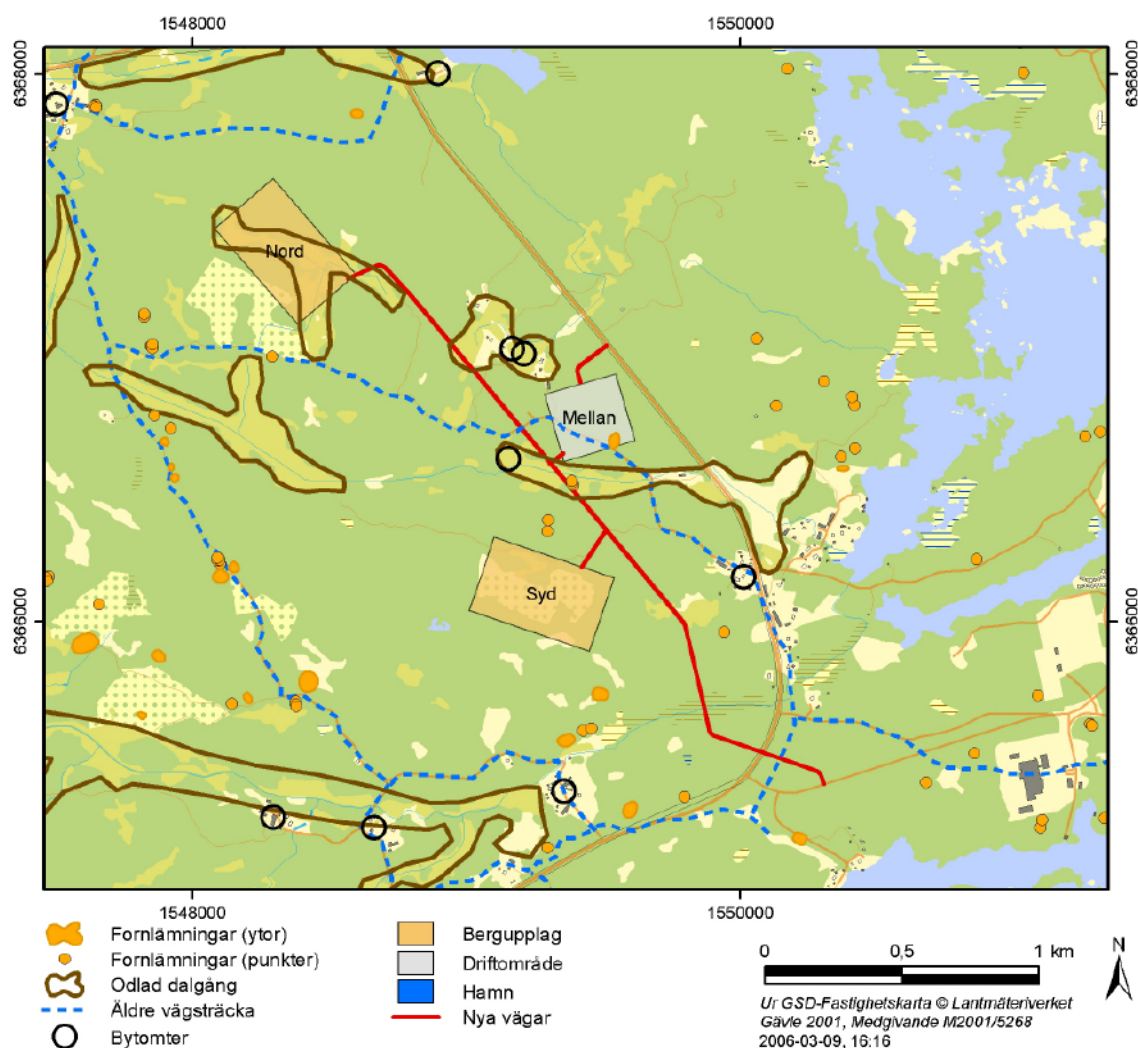 1548000
1550000
6368000
6368000
Nord
Mellan
Syd
6366000
6366000
1548000
1550000
Fornlämningar (ytor)
Fornlämningar (punkter)
Odlad dalgång
Äldre vägsträcka
Bytomter
Bergupplag
Driftområde
Hamn
Nya vägar
0
0,5
1 km
N
Ur GSD-Fastighetskarta © Lantmäteriverket
Gävle 2001, Medgivande M2001/5268
2006-03-09, 16:16